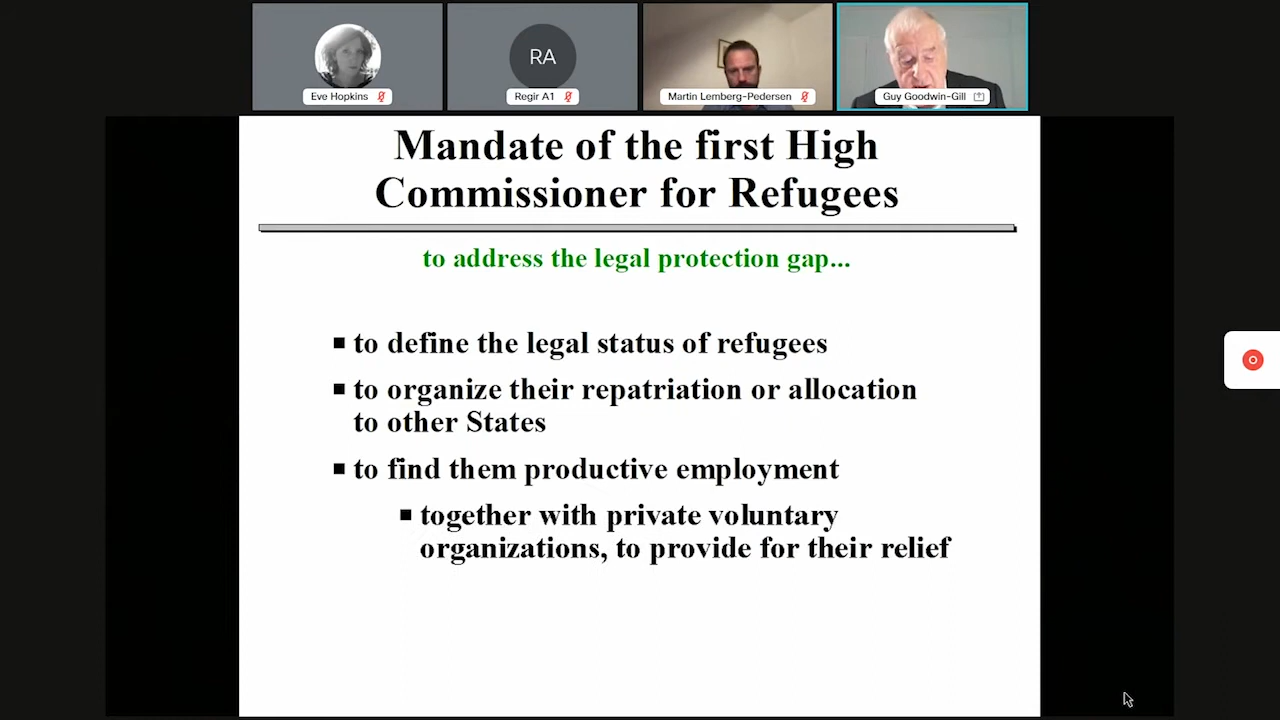 RA
Eve Hopkins
Regir A1
Martin Lemberg-Pedersen
Guy Goodwin-Gill
Mandate of the first High
Commissioner for Refugees
to address the legal protection gap...
to define the legal status of refugees
to organize their repatriation or allocation
to other States
to find them productive employment
together with private voluntary
organizations, to provide for their relief